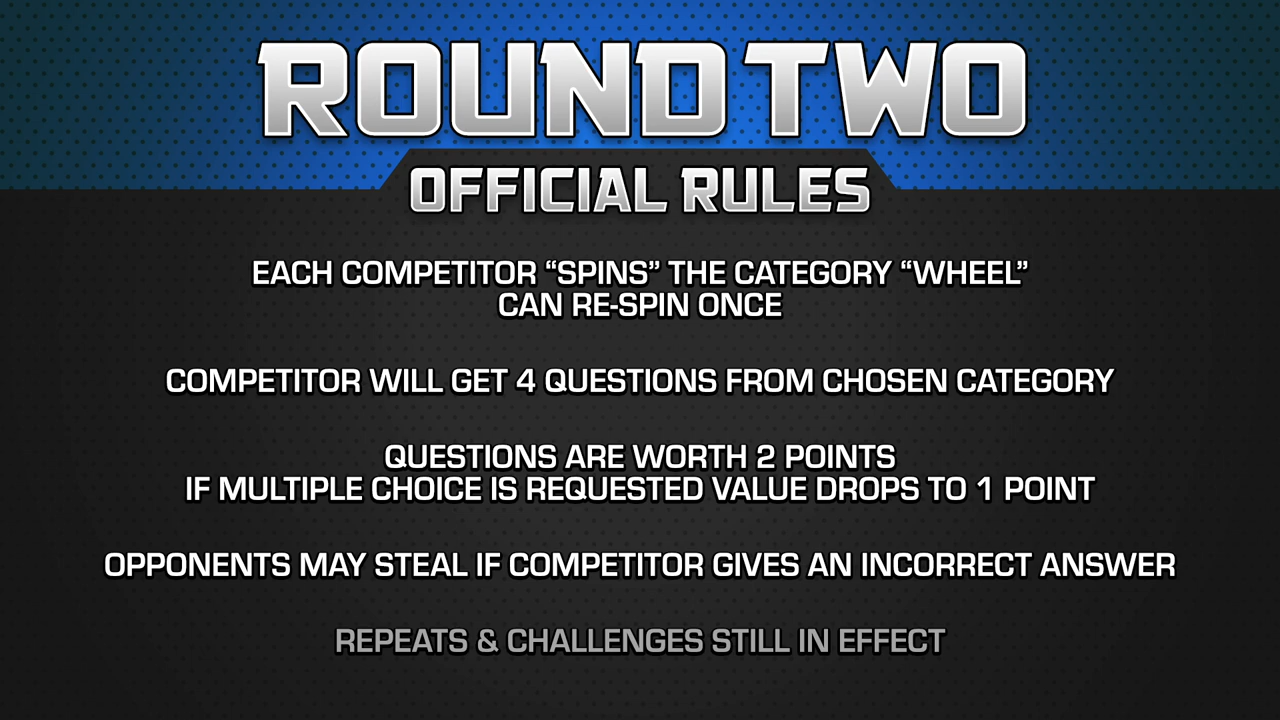 ROUND TWO
OFFICIAL RULES
EACH COMPETITOR “SPINS” THE CATEGORY “WHEEL”
CAN RE-SPIN ONCE
COMPETITOR WILL GET 4 QUESTIONS FROM CHOSEN CATEGORY
QUESTIONS ARE WORTH 2 POINTS
IF MULTIPLE CHOICE IS REQUESTED VALUE DROPS TO 1 POINT
OPPONENTS MAY STEAL IF COMPETITOR GIVES AN INCORRECT ANSWER
REPEATS & CHALLENGES STILL IN EFFECT